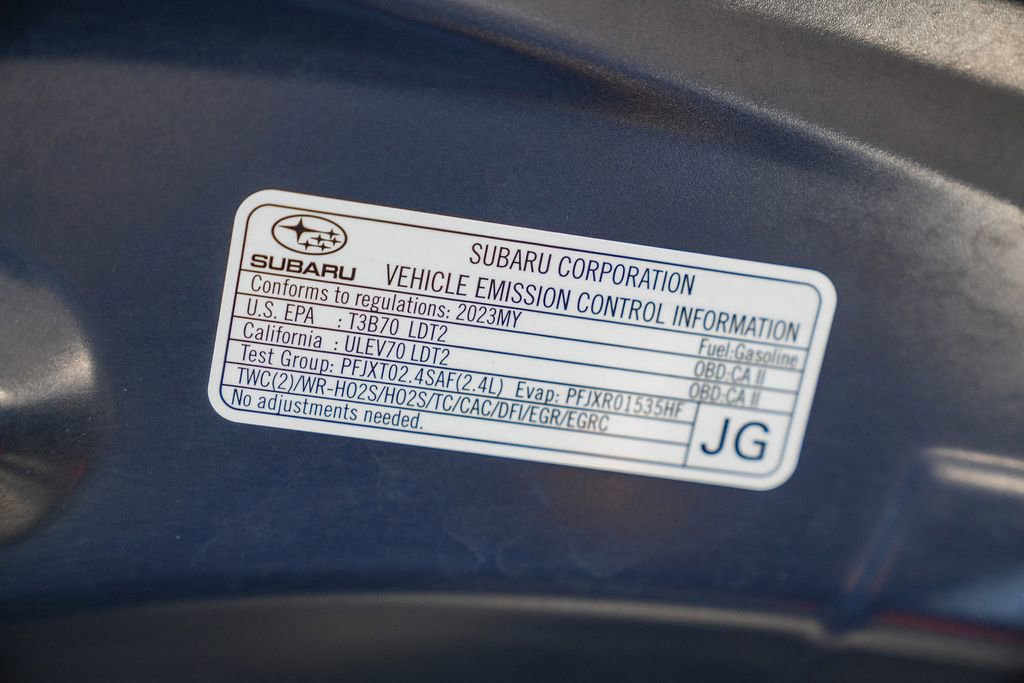 SUBARU
SUBARU CORPORATION
VEHICLE EMISSION CONTROL INFORMATION
Conforms to regulations: 2023MY Fuel:Gasoline
U.S. EPA : T3B70 LDT2 OBD-CA II
California : ULEV70 LDT2 OBD-CA II
Test Group: PFJXT02.4SAF(2.4L) Evap: PFJXR01535HF
TWC(2)/WR-HO2S/HO2S/TC/CAC/DFI/EGR/EGRC
No adjustments needed.
JG